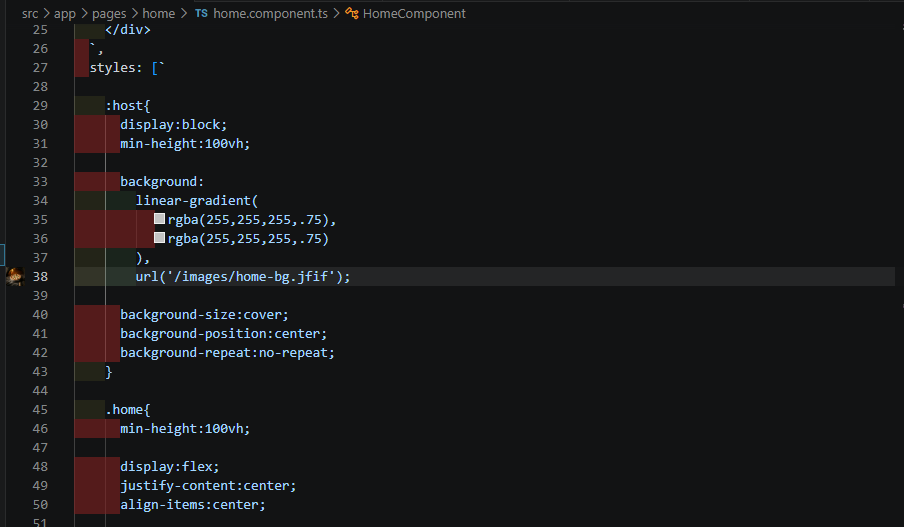 src > app > pages > home > TS home.component.ts > HomeComponent
25 </div>
26 `,
27 styles: [`
28
29 :host{
30 display:block;
31 min-height:100vh;
32
33 background:
34 linear-gradient(
35 rgba(255,255,255,.75),
36 rgba(255,255,255,.75)
37 ),
38 url('/images/home-bg.jfif');
39
40 background-size:cover;
41 background-position:center;
42 background-repeat:no-repeat;
43 }
44
45 .home{
46 min-height:100vh;
47
48 display:flex;
49 justify-content:center;
50 align-items:center;
51